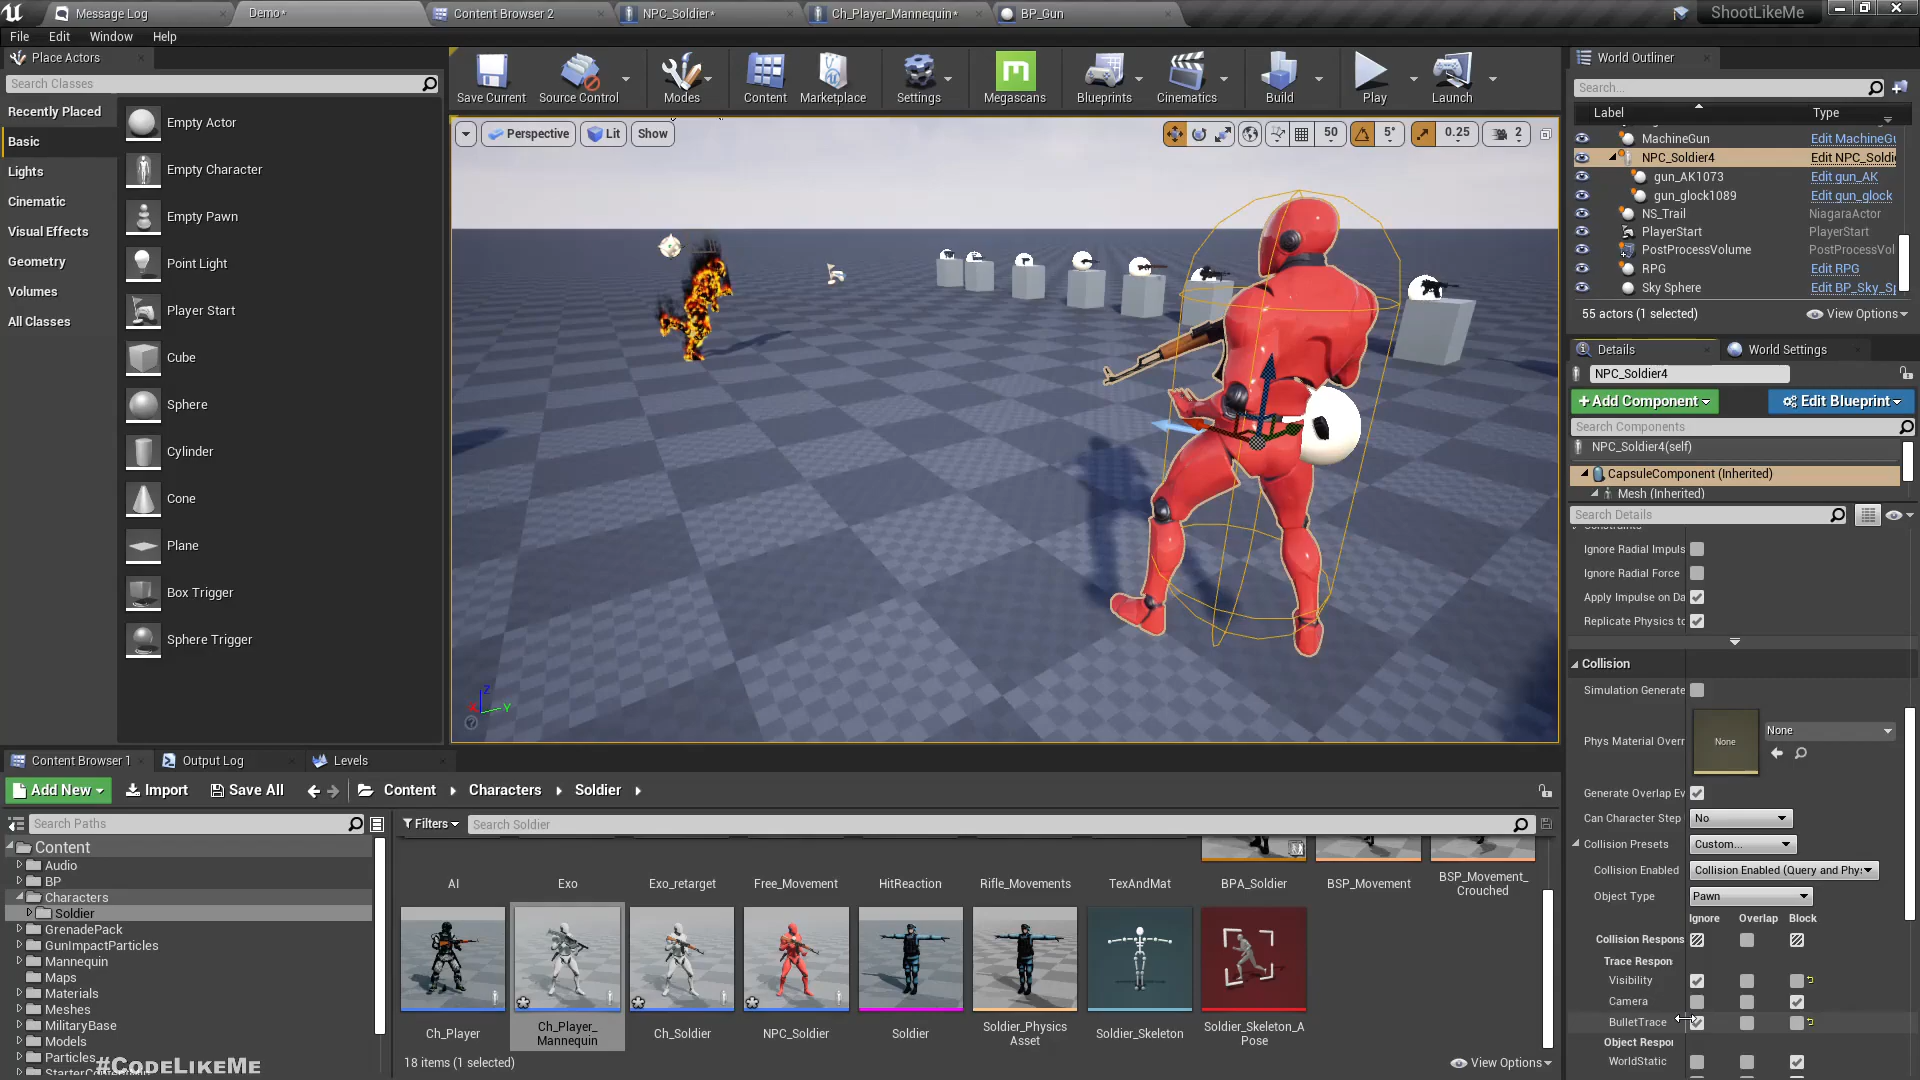 Message Log
Demo*
Content Browser 2
NPC_Soldier*
Ch_Player_Mannequin*
BP_Gun
ShootLikeMe
File
Edit
Window
Help
Place Actors
Search Classes
Recently Placed
Basic
Lights
Cinematic
Visual Effects
Geometry
Volumes
All Classes
Empty Actor
Empty Character
Empty Pawn
Point Light
Player Start
Cube
Sphere
Cylinder
Cone
Plane
Box Trigger
Sphere Trigger
Save Current
Source Control
Modes
Content
Marketplace
Settings
Megascans
Blueprints
Cinematics
Build
Play
Launch
Perspective
Lit
Show
50
5°
0.25
2
Z
X
Y
World Outliner
Search...
Label
Type
MachineGun
Edit MachineGu
NPC_Soldier4
Edit NPC_Soldie
gun_AK1073
Edit gun_AK
gun_glock1089
Edit gun_glock
NS_Trail
NiagaraActor
PlayerStart
PlayerStart
PostProcessVolume
PostProcessVol
RPG
Edit RPG
Sky Sphere
Edit BP_Sky_Sp
55 actors (1 selected)
View Options
Details
World Settings
NPC_Soldier4
Add Component
Edit Blueprint
Search Components
NPC_Soldier4(self)
CapsuleComponent (Inherited)
Mesh (Inherited)
Search Details
Ignore Radial Impuls
Ignore Radial Force
Apply Impulse on Da
Replicate Physics to
Collision
Simulation Generate
Phys Material Overr
None
None
Generate Overlap Ev
Can Character Step
No
Collision Presets
Custom...
Collision Enabled
Collision Enabled (Query and Phy
Object Type
Pawn
Ignore
Overlap
Block
Collision Respons
Trace Respon
Visibility
Camera
BulletTrace
Object Respor
WorldStatic
Content Browser 1
Output Log
Levels
Add New
Import
Save All
Content
Characters
Soldier
Search Paths
Filters
Search Soldier
Content
Audio
BP
Characters
Soldier
GrenadePack
GunImpactParticles
Mannequin
Maps
Materials
Meshes
MilitaryBase
Models
Particles
#CodeLikeMe
AI
Exo
Exo_retarget
Free_Movement
HitReaction
Rifle_Movements
TexAndMat
BPA_Soldier
BSP_Movement
BSP_Movement_
Crouched
Ch_Player
Ch_Player_
Mannequin
Ch_Soldier
NPC_Soldier
Soldier
Soldier_Physics
Asset
Soldier_Skeleton
Soldier_Skeleton_A
Pose
18 items (1 selected)
View Options